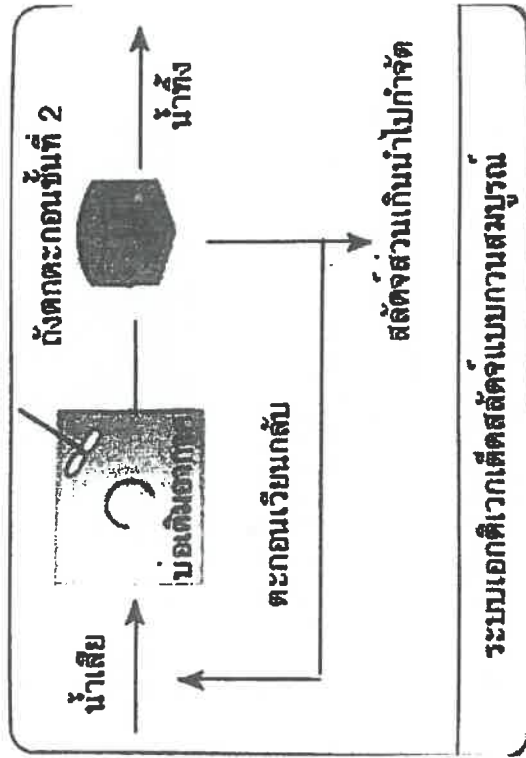 ถังตกตะกอนชั้นที่ 2
น้ำเสีย
บ่อเติมอากาศ
น้ำทิ้ง
ตะกอนเวียนกลับ
สลัดจ์ส่วนเกินนำไปกำจัด
ระบบเอกติเวกเต็ดสลัดจ์แบบกวนสมบูรณ์